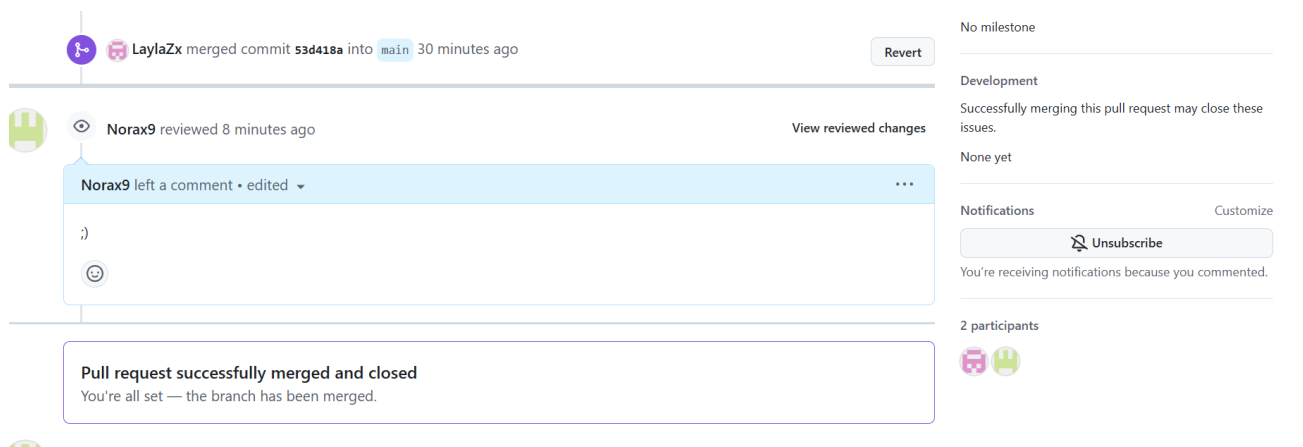 LaylaZx merged commit 53d418a into main 30 minutes ago
Revert
Norax9 reviewed 8 minutes ago
View reviewed changes
Norax9 left a comment • edited
;)
Pull request successfully merged and closed
You're all set — the branch has been merged.
No milestone
Development
Successfully merging this pull request may close these
issues.
None yet
Notifications
Customize
Unsubscribe
You're receiving notifications because you commented.
2 participants